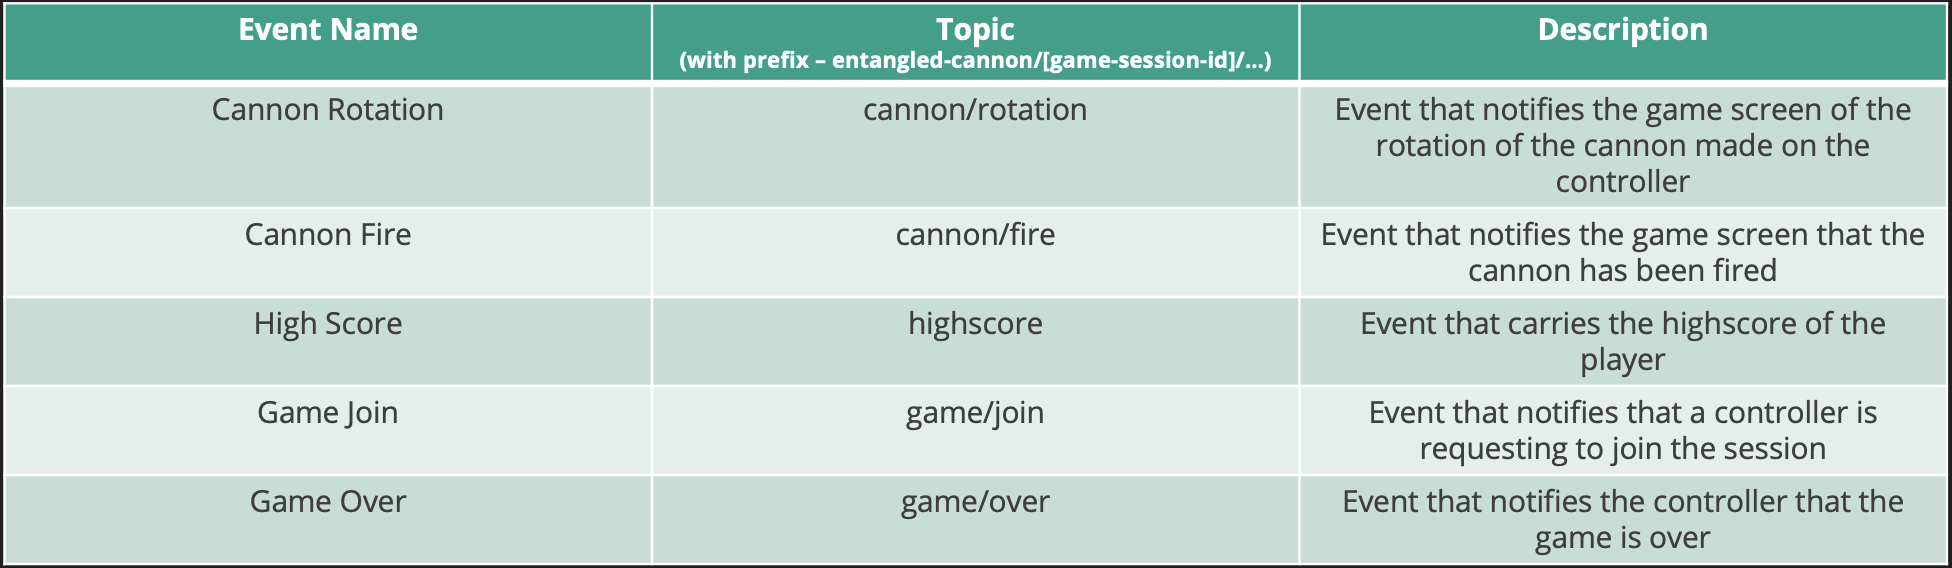 Event Name
Topic
(with prefix – entangled-cannon/[game-session-id]/...)
Description
Cannon Rotation
cannon/rotation
Event that notifies the game screen of the
rotation of the cannon made on the
controller
Cannon Fire
cannon/fire
Event that notifies the game screen that the
cannon has been fired
High Score
highscore
Event that carries the highscore of the
player
Game Join
game/join
Event that notifies that a controller is
requesting to join the session
Game Over
game/over
Event that notifies the controller that the
game is over